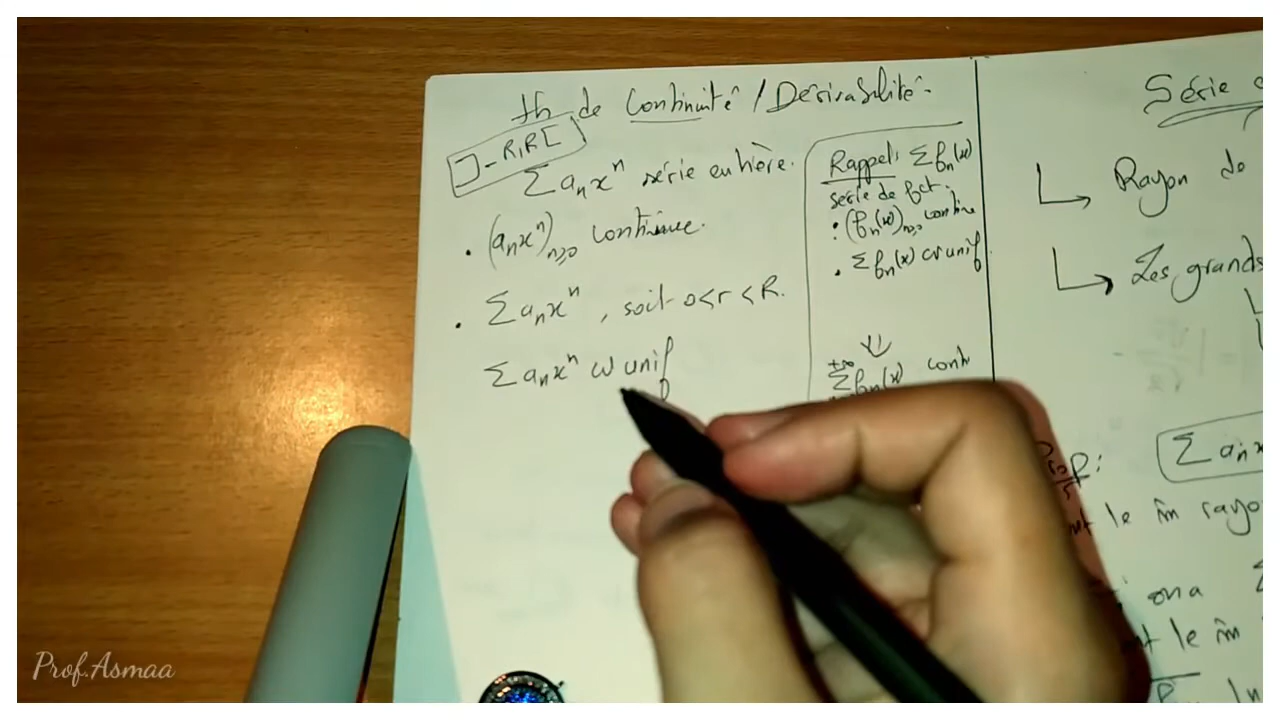 th de Continuité / Dérivabilité.
]-R,R[
Σ aₙxⁿ série entière.
• (aₙxⁿ)ₙ≥₀ continue.
• Σ aₙxⁿ, soit 0<r<R.
Σ aₙxⁿ cv unif
Rappel: Σ fₙ(x)
série de fct.
• (fₙ(x))ₙ≥₀ continue
• Σ fₙ(x) cv unif
⇓
+∞
Σ fₙ(x) cont
Série
↳ Rayon de
↳ Les grands
Prop: Σ aₙx
le m̂ rayo
on a Σ
le m̂
Prof.Asmaa